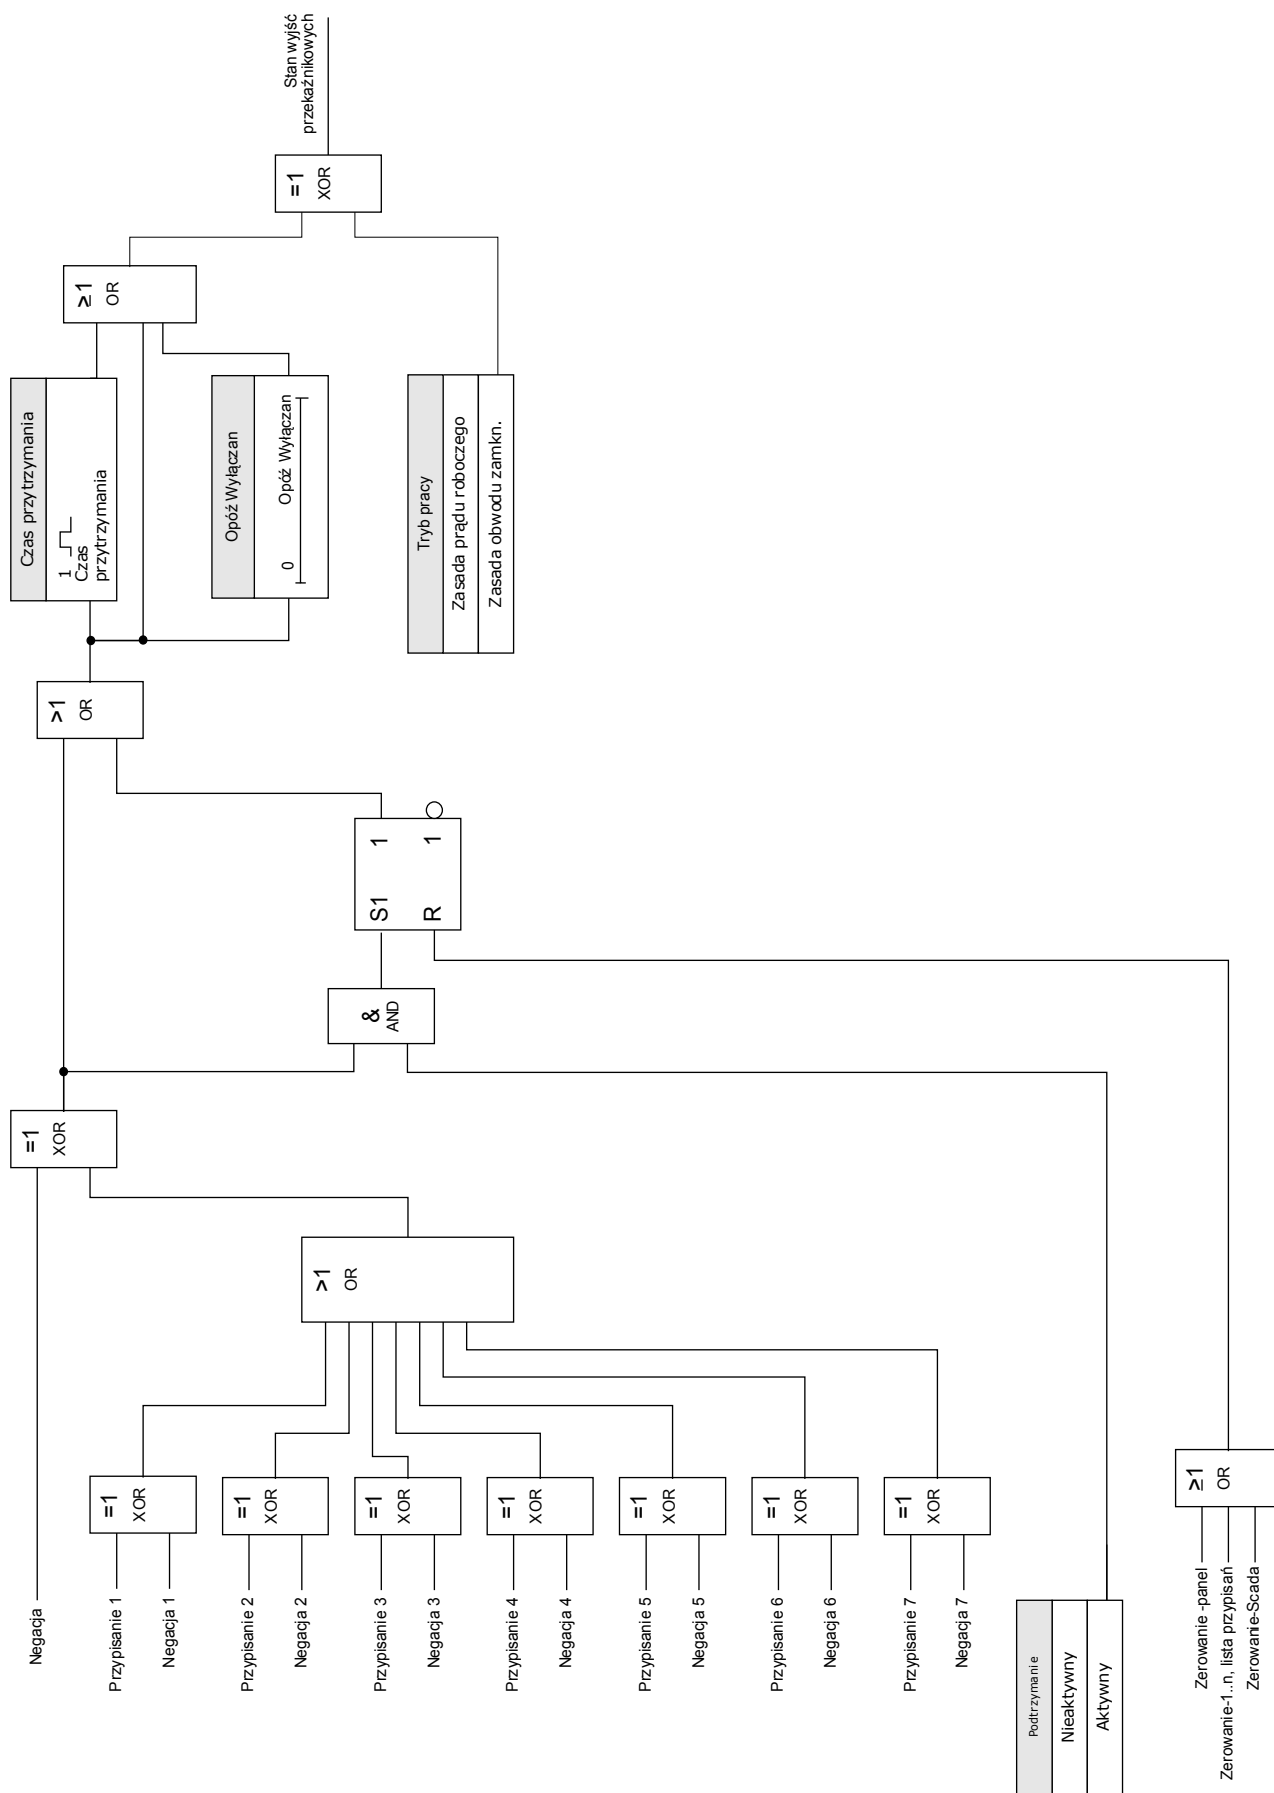 Negacja
Przypisanie 1
Negacja 1
Przypisanie 2
Negacja 2
Przypisanie 3
Negacja 3
Przypisanie 4
Negacja 4
Przypisanie 5
Negacja 5
Przypisanie 6
Negacja 6
Przypisanie 7
Negacja 7
Podtrzymanie
Nieaktywny
Aktywny
Zerowanie -panel
Zerowanie-1..n, lista przypisań
Zerowanie-Scada
=1
XOR
=1
XOR
=1
XOR
=1
XOR
=1
XOR
=1
XOR
=1
XOR
≥1
OR
>1
OR
=1
XOR
&
AND
S1 1
R 1
>1
OR
Czas przytrzymania
1
Czas
przytrzymania
Opóź Wyłączan
0 Opóź Wyłączan
Tryb pracy
Zasada prądu roboczego
Zasada obwodu zamkn.
≥1
OR
=1
XOR
Stan wyjść
przekaźnikowych